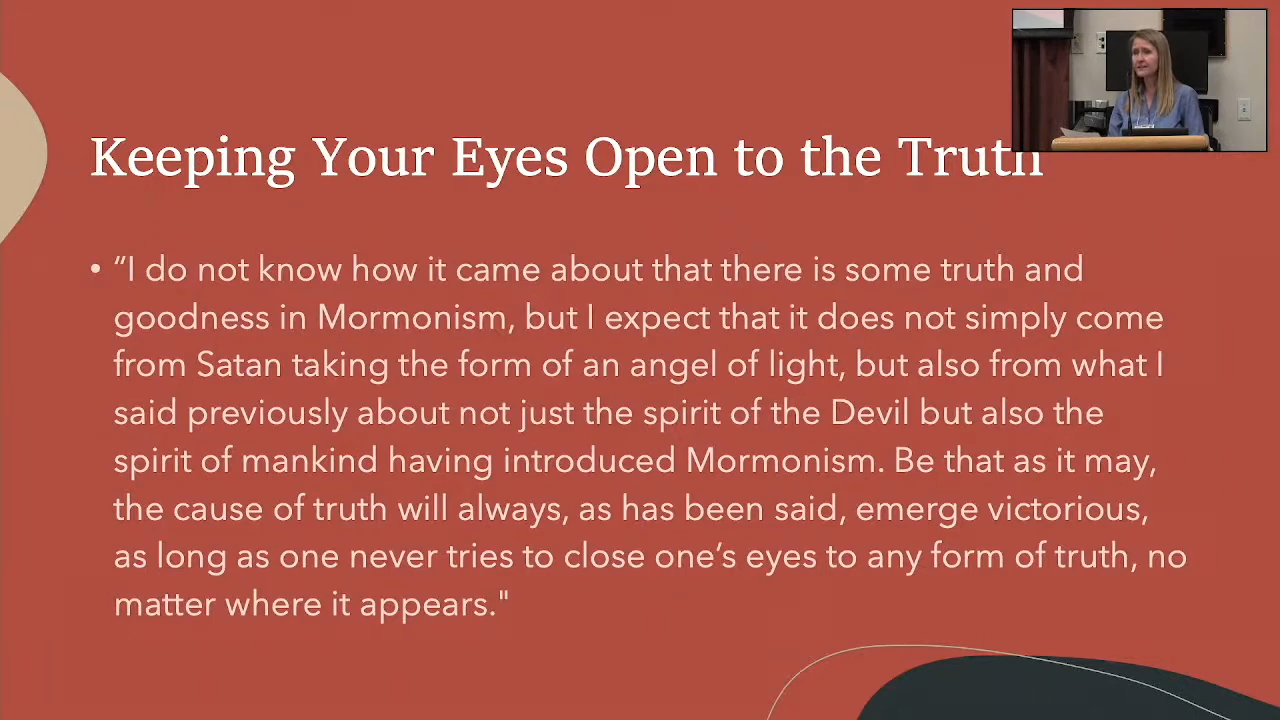 Keeping Your Eyes Open to the Truth
• “I do not know how it came about that there is some truth and
goodness in Mormonism, but I expect that it does not simply come
from Satan taking the form of an angel of light, but also from what I
said previously about not just the spirit of the Devil but also the
spirit of mankind having introduced Mormonism. Be that as it may,
the cause of truth will always, as has been said, emerge victorious,
as long as one never tries to close one’s eyes to any form of truth, no
matter where it appears."